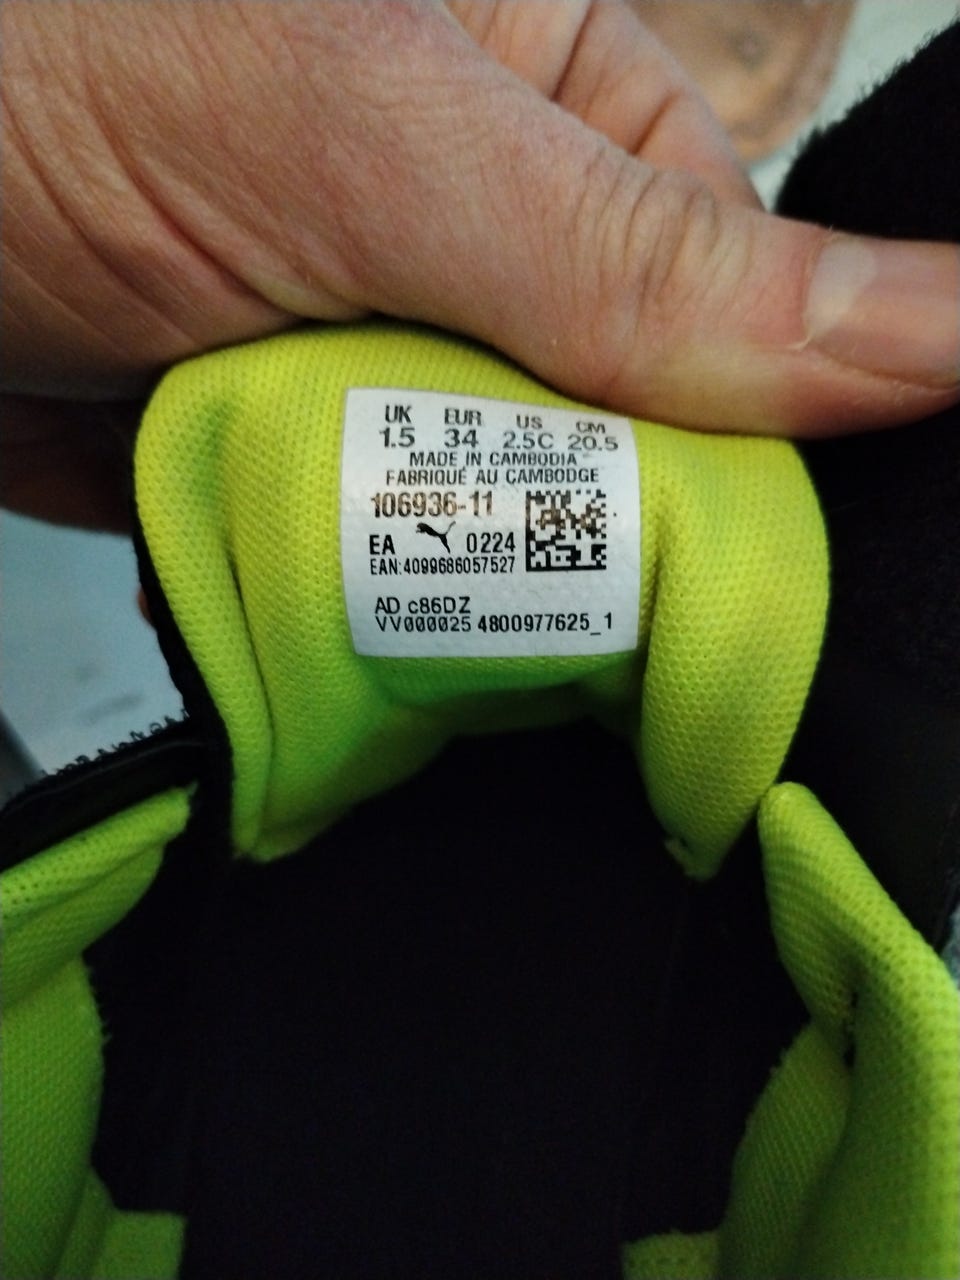 UK EUR US CM
1.5 34 2.5C 20.5
MADE IN CAMBODIA
FABRIQUÉ AU CAMBODGE
106936-11
EA 0224
EAN:4099686057527
AD c86DZ
VV000025 4800977625_1